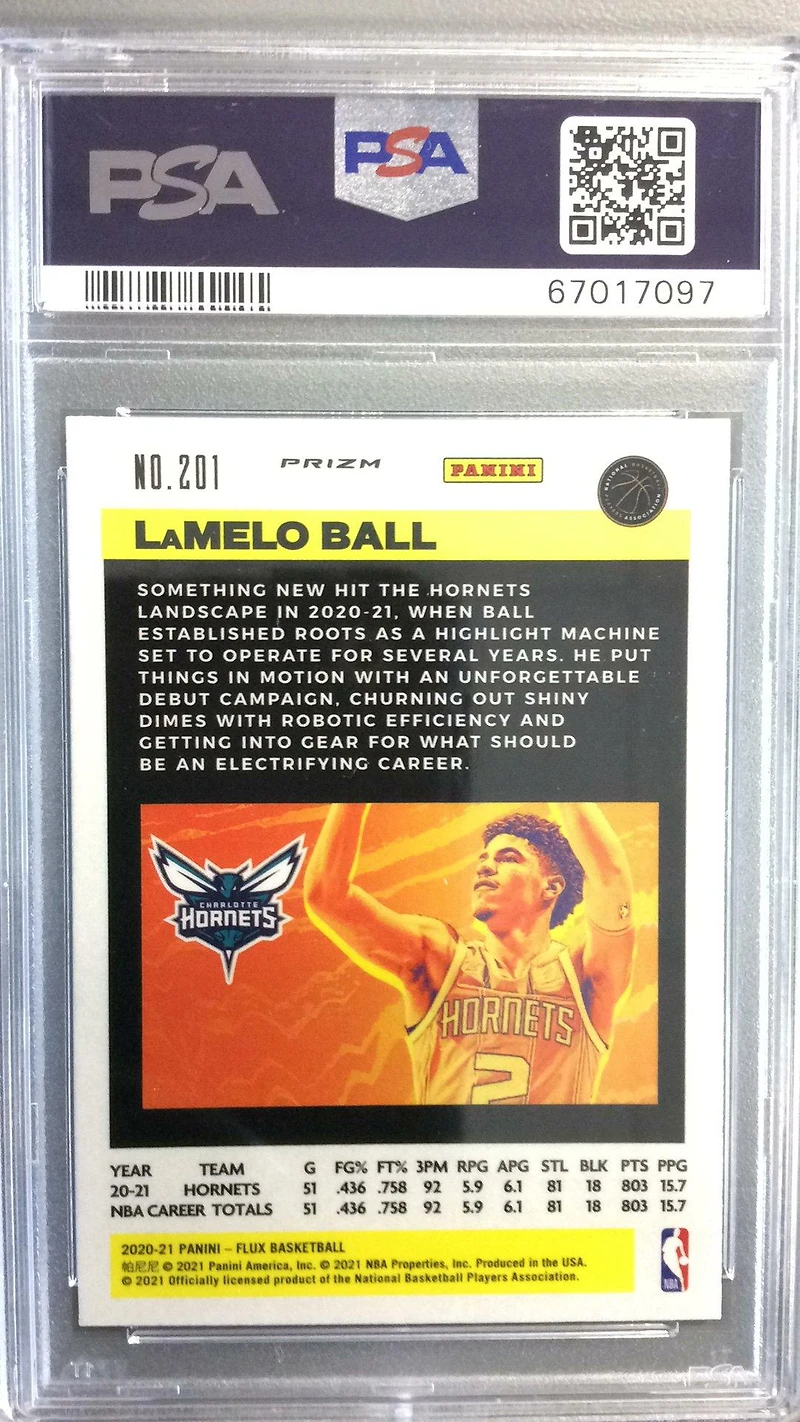 PSA
PSA
67017097
NO.201
PRIZM
PANINI
NATIONAL BASKETBALL PLAYERS ASSOCIATION
LaMELO BALL
SOMETHING NEW HIT THE HORNETS
LANDSCAPE IN 2020-21, WHEN BALL
ESTABLISHED ROOTS AS A HIGHLIGHT MACHINE
SET TO OPERATE FOR SEVERAL YEARS. HE PUT
THINGS IN MOTION WITH AN UNFORGETTABLE
DEBUT CAMPAIGN, CHURNING OUT SHINY
DIMES WITH ROBOTIC EFFICIENCY AND
GETTING INTO GEAR FOR WHAT SHOULD
BE AN ELECTRIFYING CAREER.
CHARLOTTE
HORNETS
HORNETS
2
YEAR TEAM G FG% FT% 3PM RPG APG STL BLK PTS PPG
20-21 HORNETS 51 .436 .758 92 5.9 6.1 81 18 803 15.7
NBA CAREER TOTALS 51 .436 .758 92 5.9 6.1 81 18 803 15.7
2020-21 PANINI – FLUX BASKETBALL
帕尼尼 © 2021 Panini America, Inc. © 2021 NBA Properties, Inc. Produced in the USA.
© 2021 Officially licensed product of the National Basketball Players Association.
NBA
PSA